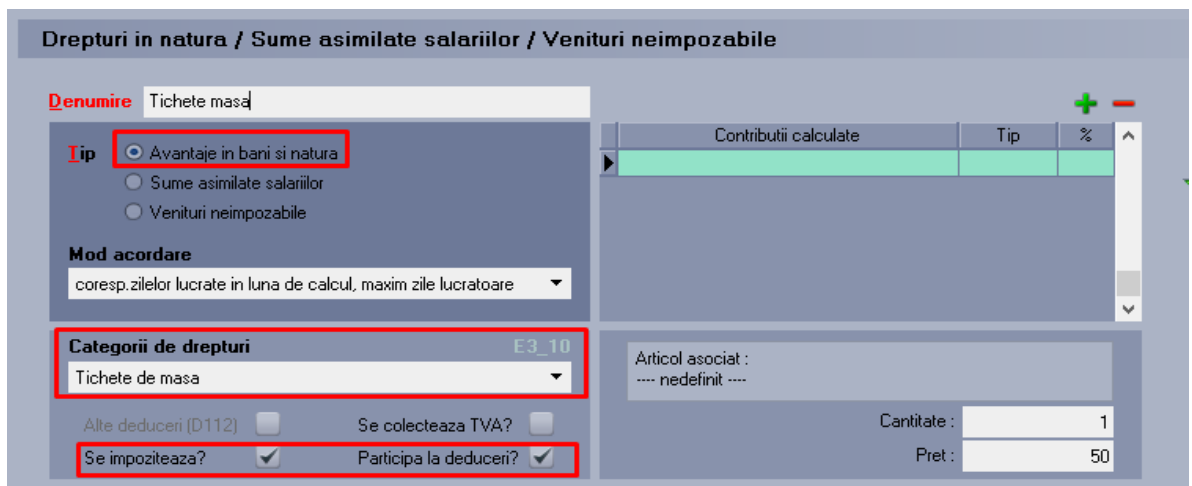 Drepturi in natura / Sume asimilate salariilor / Venituri neimpozabile
Denumire Tichete masa
Tip Avantaje in bani si natura
Sume asimilate salariilor
Venituri neimpozabile
Mod acordare
coresp.zilelor lucrate in luna de calcul, maxim zile lucratoare
Contributii calculate Tip %
Categorii de drepturi E3_10
Tichete de masa
Alte deduceri (D112) Se colecteaza TVA?
Se impoziteaza? Participa la deduceri?
Articol asociat :
---- nedefinit ----
Cantitate : 1
Pret : 50